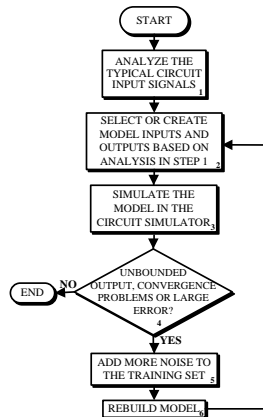 START
ANALYZE THE
TYPICAL CIRCUIT
INPUT SIGNALS
1
SELECT OR CREATE
MODEL INPUTS AND
OUTPUTS BASED ON
ANALYSIS IN STEP 1
2
SIMULATE THE
MODEL IN THE
CIRCUIT SIMULATOR
3
UNBOUNDED
OUTPUT, CONVERGENCE
PROBLEMS OR LARGE
ERROR?
4
NO
END
YES
ADD MORE NOISE TO
THE TRAINING SET
5
REBUILD MODEL
6